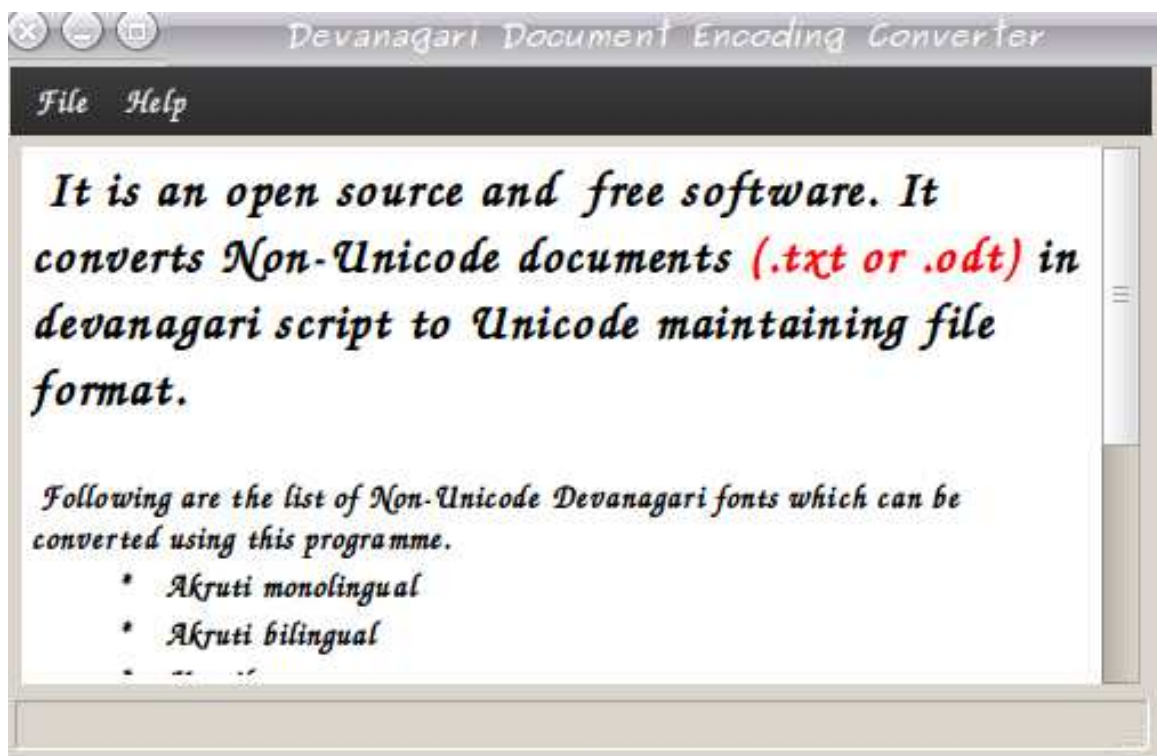 Devanagari Document Encoding Converter
File Help
It is an open source and free software. It
converts Non-Unicode documents (.txt or .odt) in
devanagari script to Unicode maintaining file
format.
Following are the list of Non-Unicode Devanagari fonts which can be
converted using this programme.
* Akruti monolingual
* Akruti bilingual